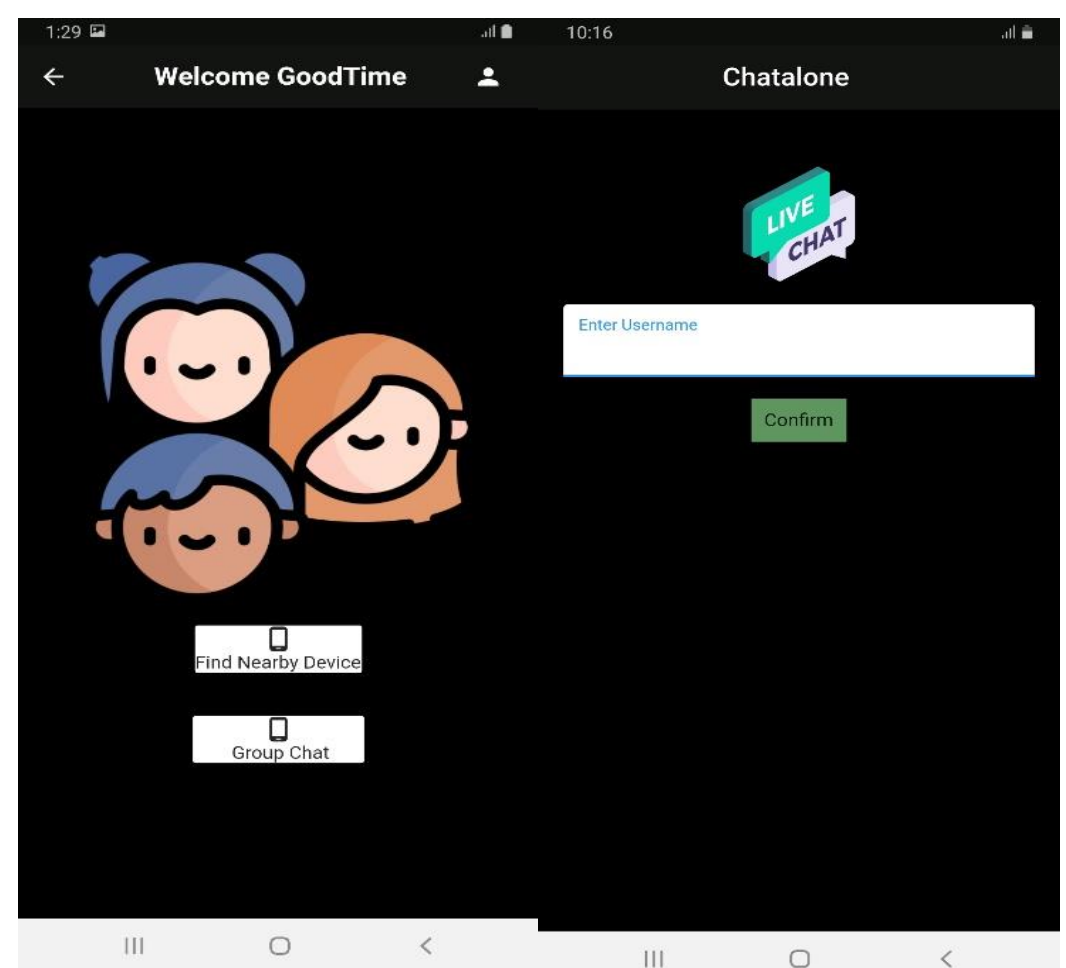 1:29
Welcome GoodTime
Find Nearby Device
Group Chat
10:16
Chatalone
LIVE
CHAT
Enter Username
Confirm